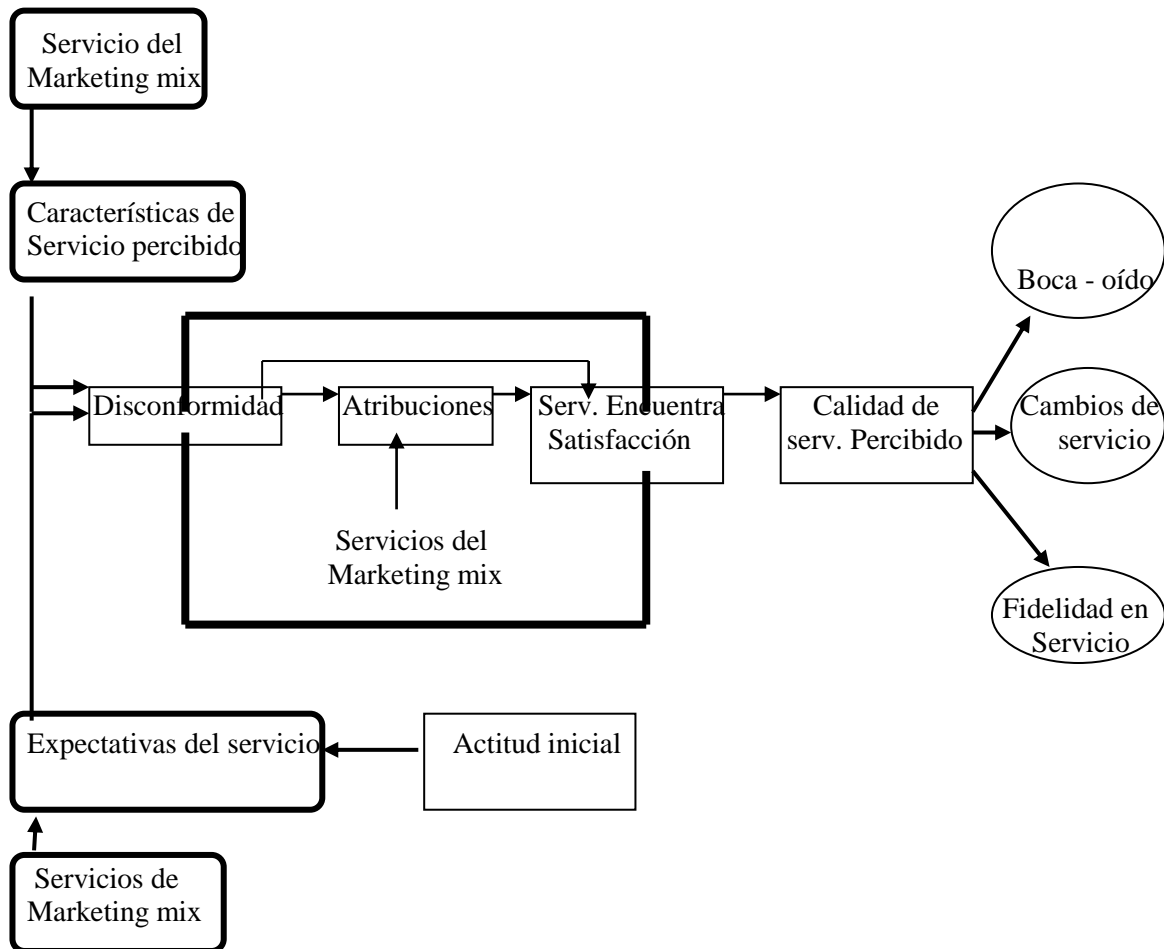 Servicio del
Marketing mix
Características de
Servicio percibido
Boca - oído
Disconformidad
Atribuciones
Serv. Encuentra
Satisfacción
Calidad de
serv. Percibido
Cambios de
servicio
Servicios del
Marketing mix
Fidelidad en
Servicio
Expectativas del servicio
Actitud inicial
Servicios de
Marketing mix